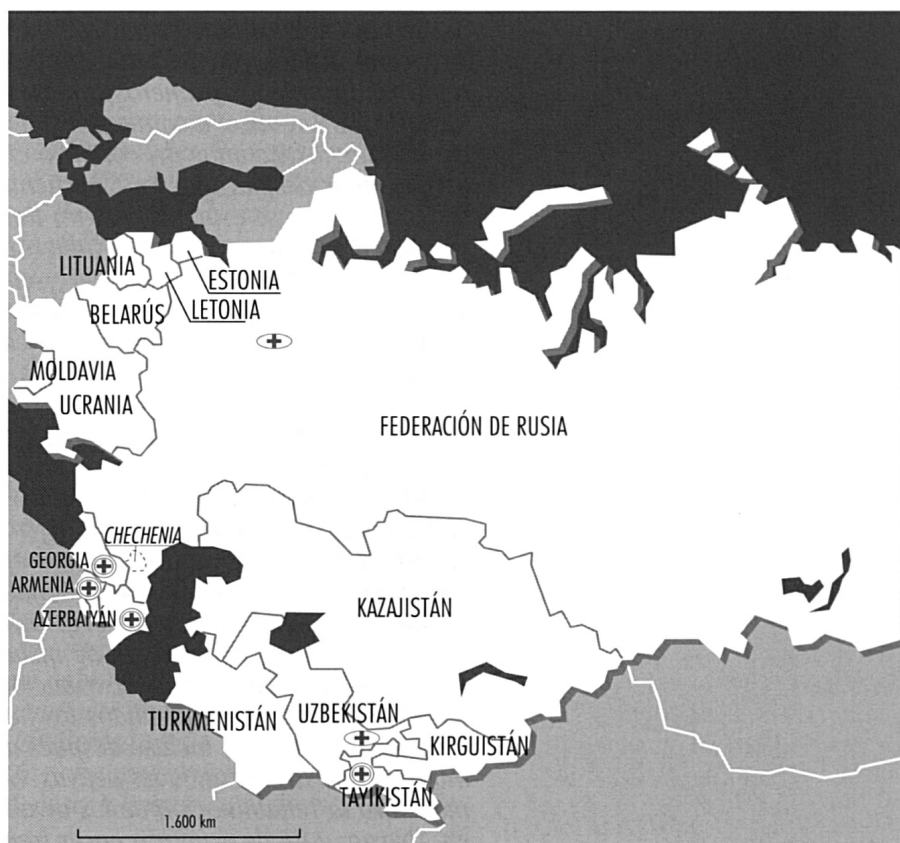 LITUANIA
ESTONIA
LETONIA
BELARÚS
MOLDAVIA
UCRANIA
FEDERACIÓN DE RUSIA
CHECHENIA
GEORGIA
ARMENIA
AZERBAIYÁN
KAZAJISTÁN
TURKMENISTÁN
UZBEKISTÁN
KIRGUISTÁN
TAYIKISTÁN
1.600 km